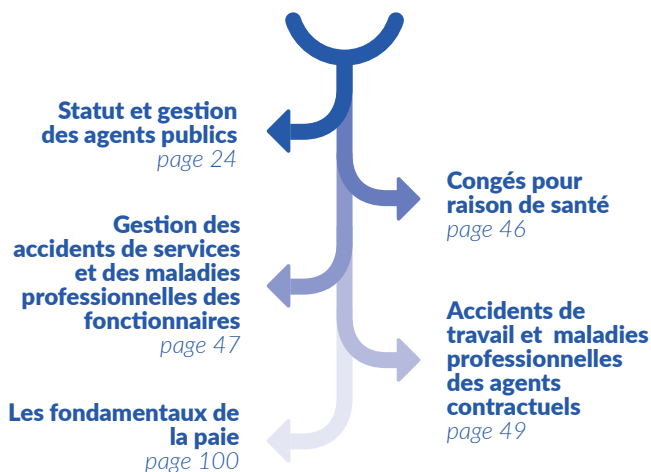 Statut et gestion
des agents publics
page 24
Congés pour
raison de santé
page 46
Gestion des
accidents de services
et des maladies
professionnelles des
fonctionnaires
page 47
Accidents de
travail et maladies
professionnelles
des agents
contractuels
page 49
Les fondamentaux de
la paie
page 100